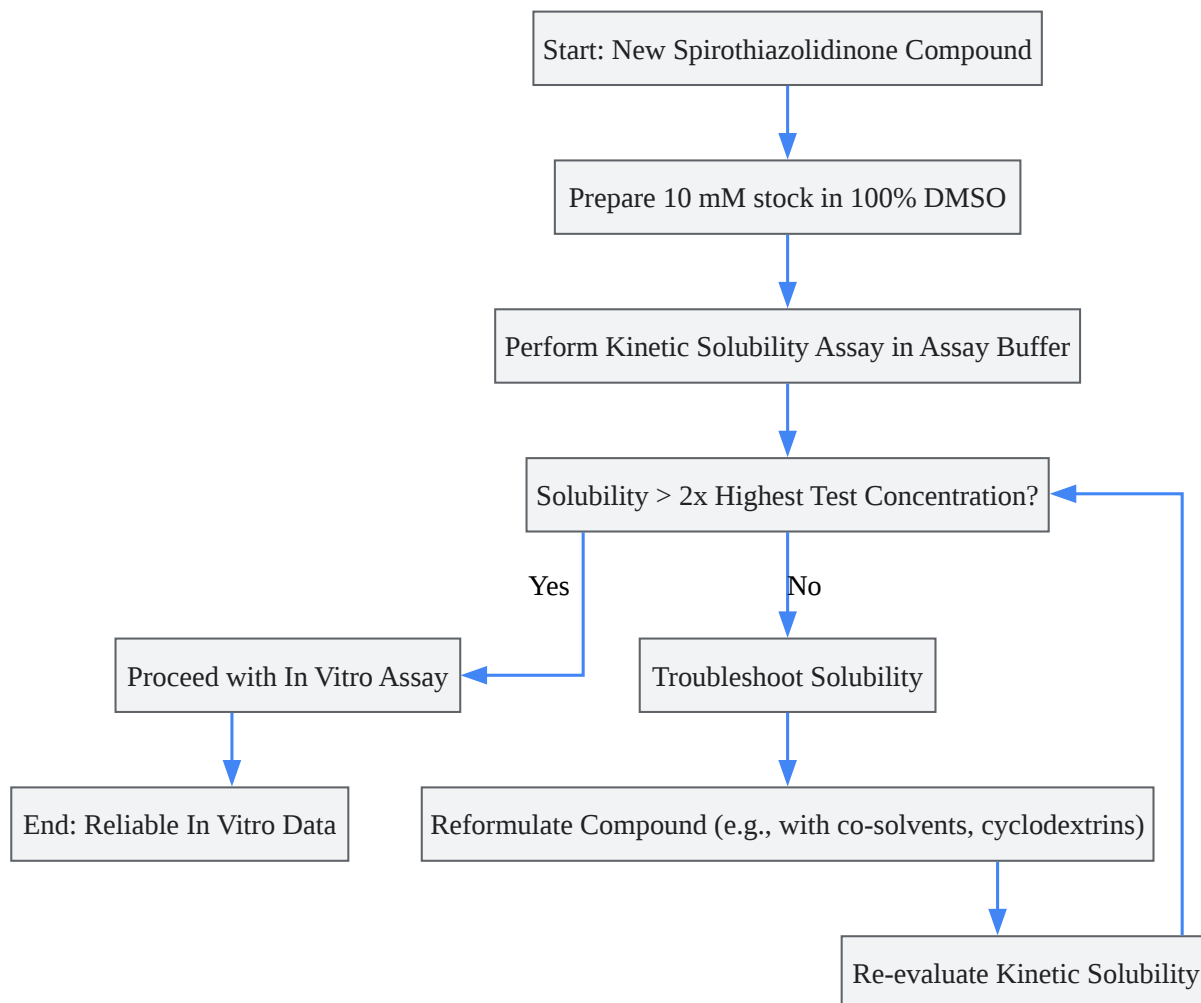 Start: New Spirothiazolidinone Compound
Prepare 10 mM stock in 100% DMSO
Perform Kinetic Solubility Assay in Assay Buffer
Solubility > 2x Highest Test Concentration?
Yes
No
Proceed with In Vitro Assay
Troubleshoot Solubility
End: Reliable In Vitro Data
Reformulate Compound (e.g., with co-solvents, cyclodextrins)
Re-evaluate Kinetic Solubility